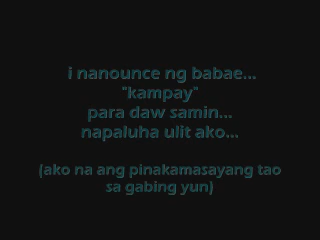 i nanounce ng babae...
"kampay"
para daw samin...
napaluha ulit ako...
(ako na ang pinakamasayang tao
sa gabing yun)